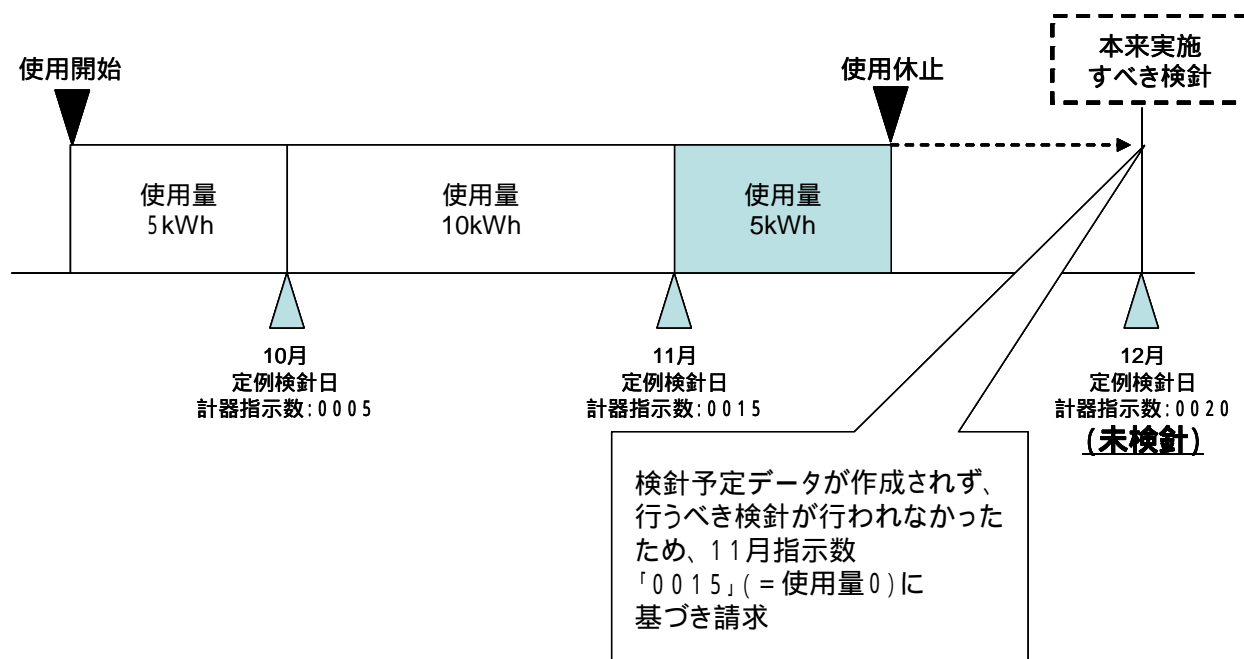 使用開始
使用休止
本来実施
すべき検針
使用量
5kWh
使用量
10kWh
使用量
5kWh
10月
定例検針日
計器指示数:0005
11月
定例検針日
計器指示数:0015
12月
定例検針日
計器指示数:0020
(未検針)
検針予定データが作成されず、
行うべき検針が行われなかった
ため、11月指示数
「0015」(=使用量0)に
基づき請求